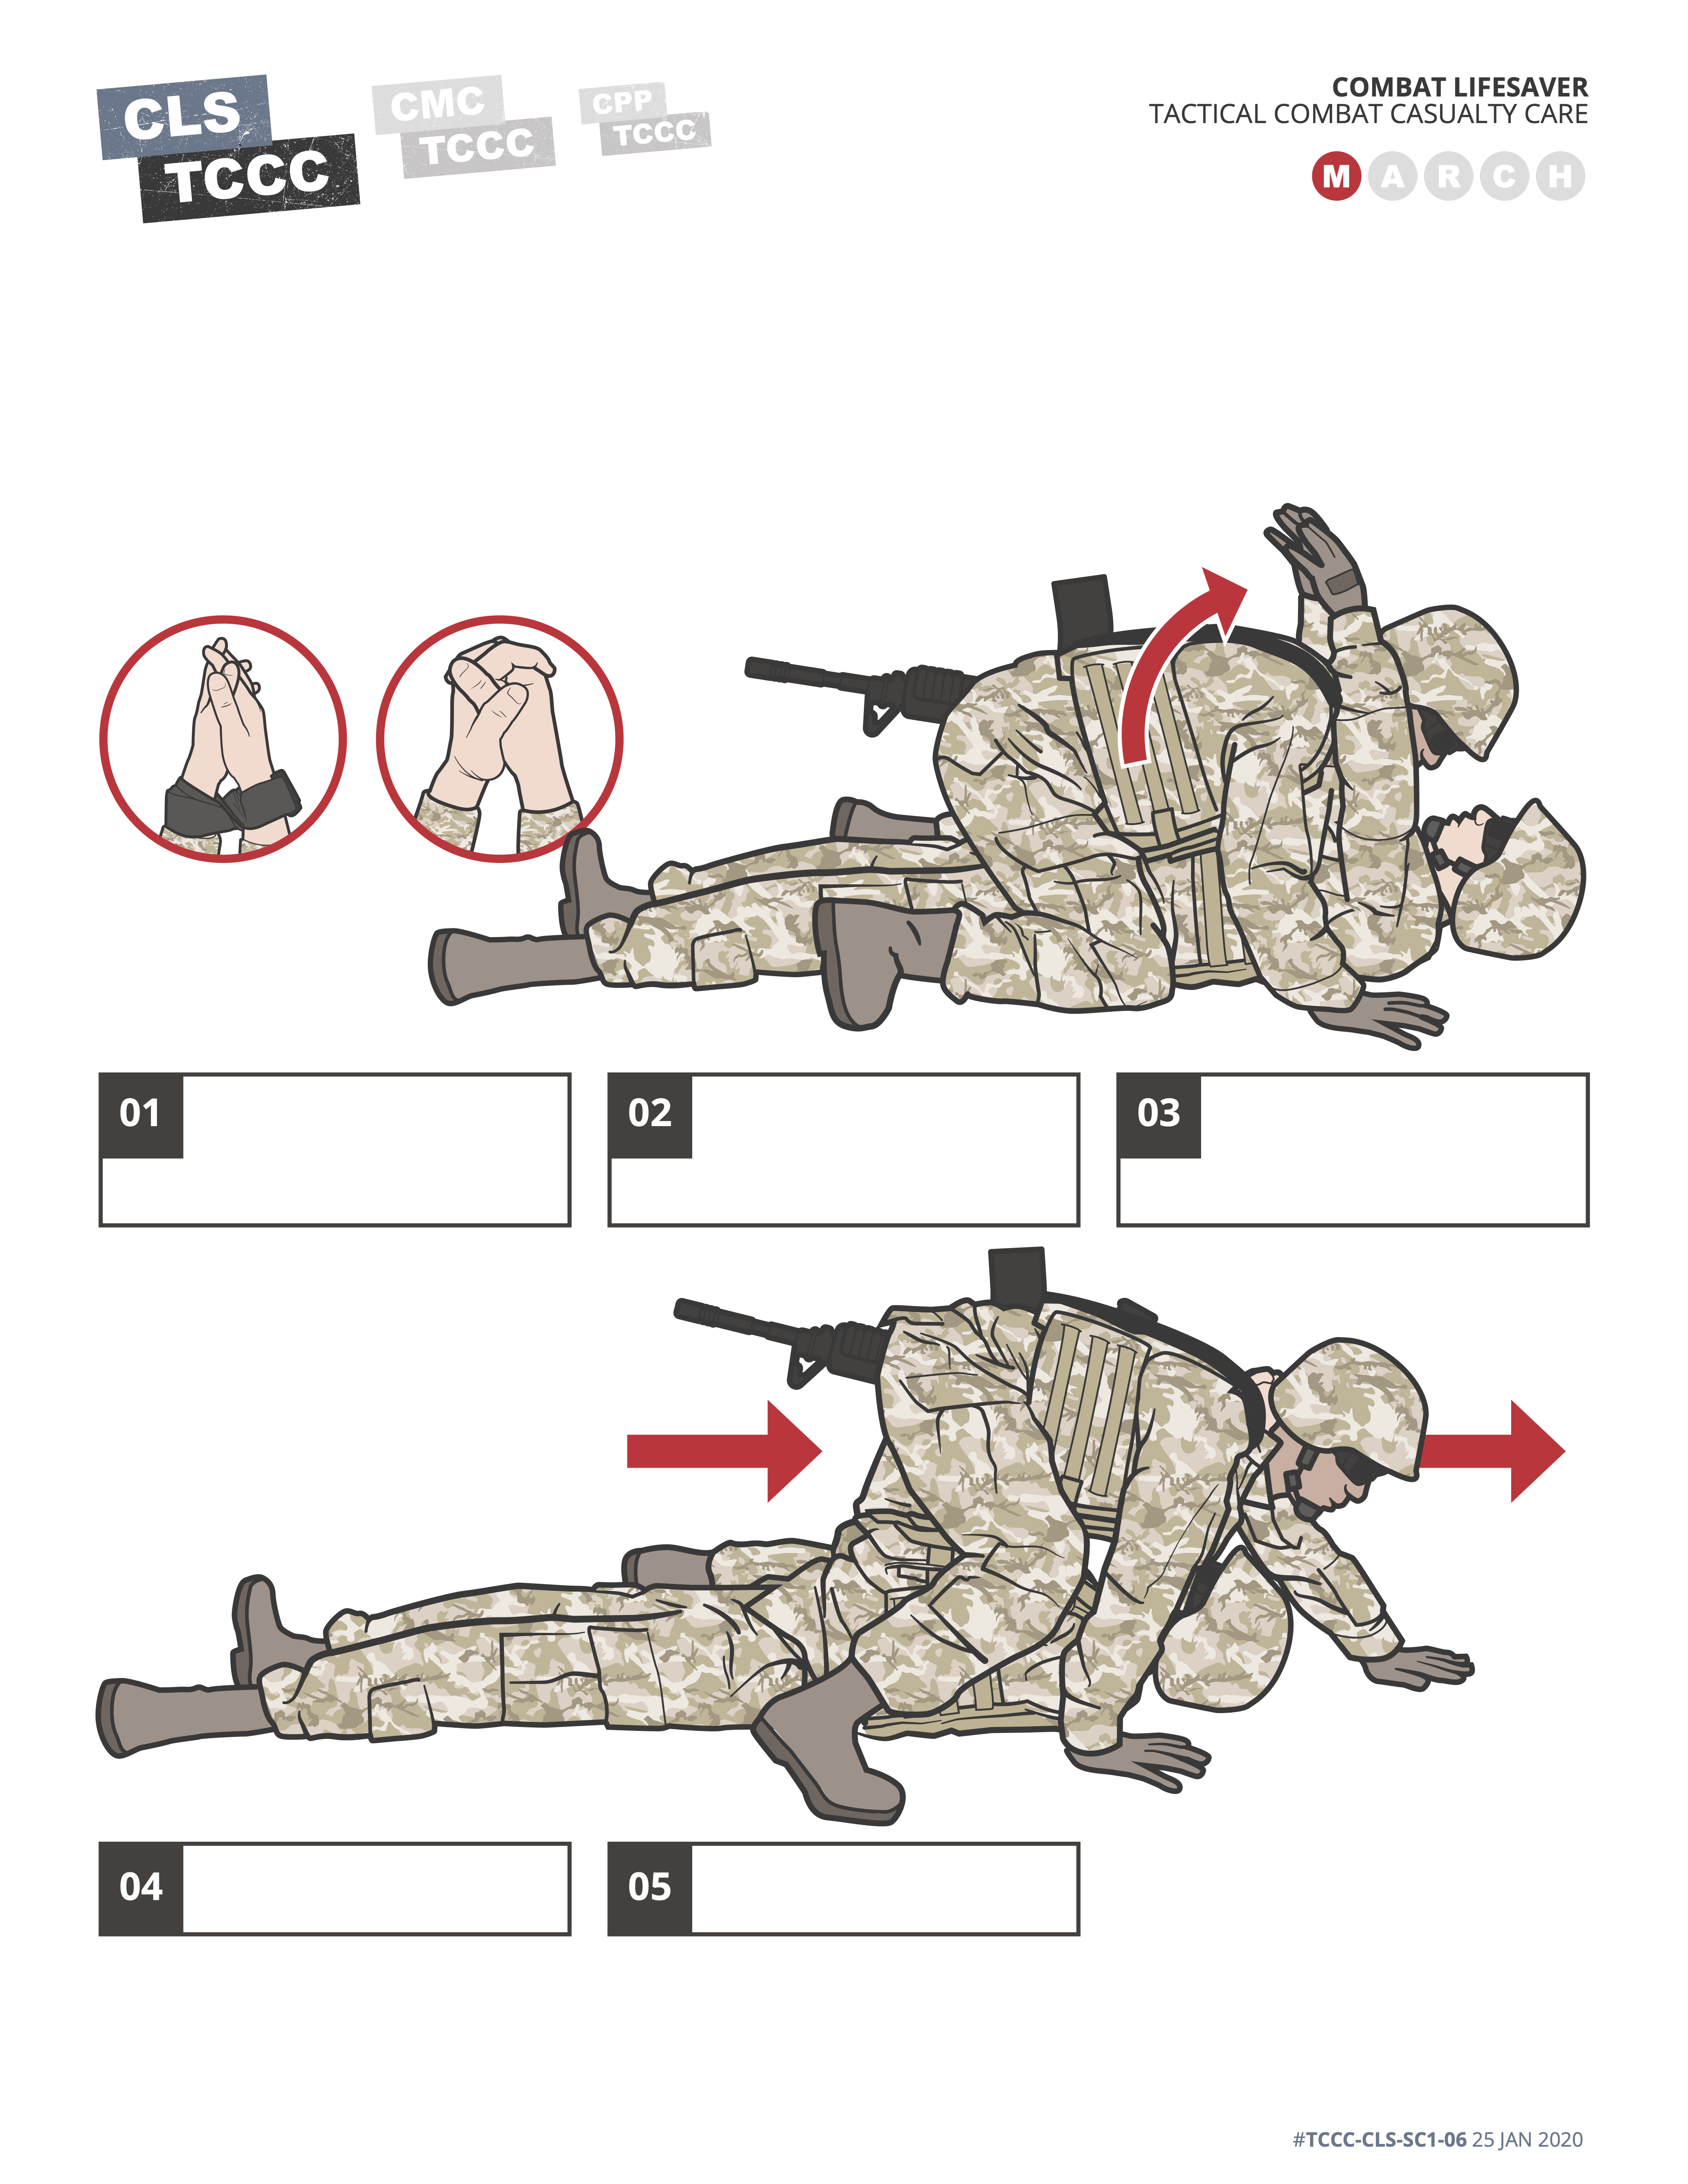 CLS
TCCC
CMC
TCCC
CPP
TCCC
COMBAT LIFESAVER
TACTICAL COMBAT CASUALTY CARE
M A R C H
01
02
03
04
05
#TCCC-CLS-SC1-06 25 JAN 2020